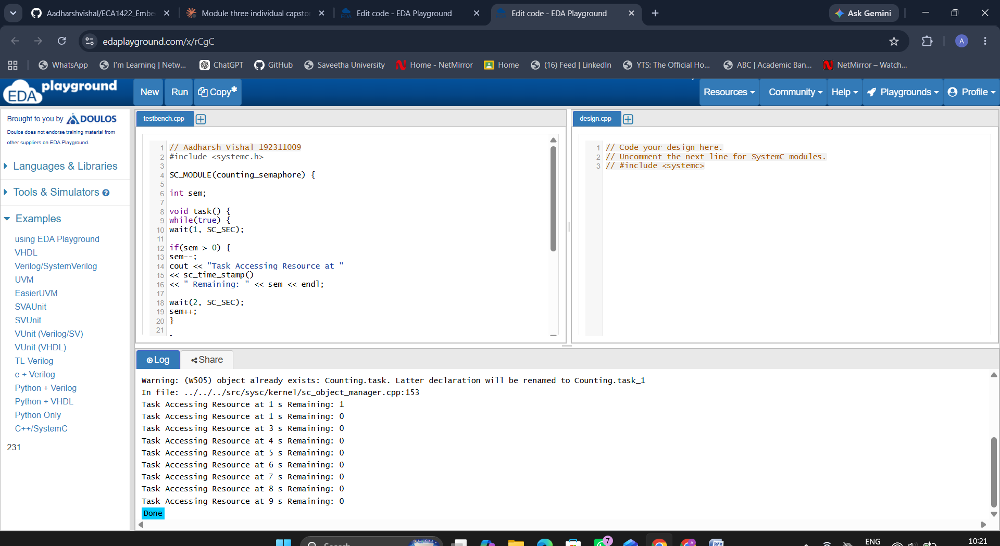 Aadharshvishal/ECA1422_Embe
Module three individual capsto
Edit code - EDA Playground
Edit code - EDA Playground
Ask Gemini
edaplayground.com/x/rCgC
A
WhatsApp
I'm Learning | Netw...
ChatGPT
GitHub
Saveetha University
Home - NetMirror
Home
(16) Feed | LinkedIn
YTS: The Official Ho...
ABC | Academic Ban...
NetMirror – Watch...
EDA playground
New
Run
Copy*
Resources
Community
Help
Playgrounds
Profile
Brought to you by DOULOS
Doulos does not endorse training material from
other suppliers on EDA Playground.
Languages & Libraries
Tools & Simulators
Examples
using EDA Playground
VHDL
Verilog/SystemVerilog
UVM
EasierUVM
SVAUnit
SVUnit
VUnit (Verilog/SV)
VUnit (VHDL)
TL-Verilog
e + Verilog
Python + Verilog
Python + VHDL
Python Only
C++/SystemC
231
testbench.cpp
1 // Aadharsh Vishal 192311009
2 #include <systemc.h>
3
4 SC_MODULE(counting_semaphore) {
5
6 int sem;
7
8 void task() {
9 while(true) {
10 wait(1, SC_SEC);
11
12 if(sem > 0) {
13 sem--;
14 cout << "Task Accessing Resource at "
15 << sc_time_stamp()
16 << " Remaining: " << sem << endl;
17
18 wait(2, SC_SEC);
19 sem++;
20 }
21
design.cpp
1 // Code your design here.
2 // Uncomment the next line for SystemC modules.
3 // #include <systemc>
Log
Share
Warning: (W505) object already exists: Counting.task. Latter declaration will be renamed to Counting.task_1
In file: ../../../src/sysc/kernel/sc_object_manager.cpp:153
Task Accessing Resource at 1 s Remaining: 1
Task Accessing Resource at 1 s Remaining: 0
Task Accessing Resource at 3 s Remaining: 0
Task Accessing Resource at 4 s Remaining: 0
Task Accessing Resource at 5 s Remaining: 0
Task Accessing Resource at 6 s Remaining: 0
Task Accessing Resource at 7 s Remaining: 0
Task Accessing Resource at 8 s Remaining: 0
Task Accessing Resource at 9 s Remaining: 0
Done
Search
7
A
ENG
10:21